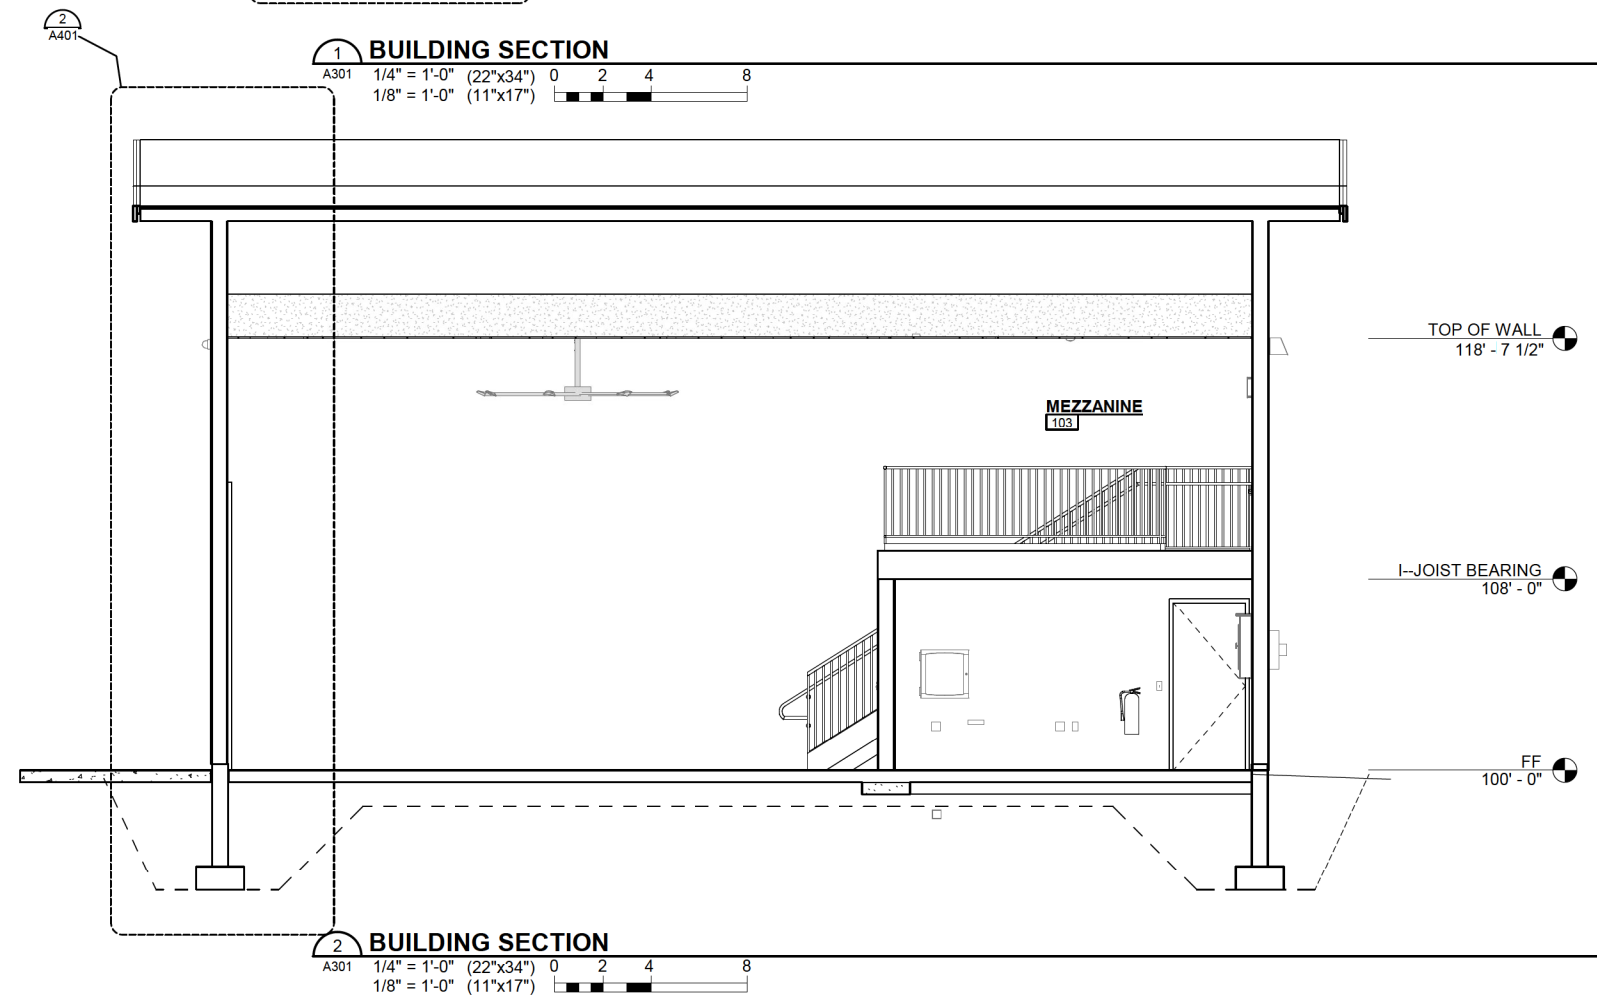 2
A401
1
BUILDING SECTION
A301
1/4" = 1'-0" (22"x34")
1/8" = 1'-0" (11"x17")
0 2 4 8
TOP OF WALL
118' - 7 1/2"
MEZZANINE
103
I--JOIST BEARING
108' - 0"
FF
100' - 0"
2
BUILDING SECTION
A301
1/4" = 1'-0" (22"x34")
1/8" = 1'-0" (11"x17")
0 2 4 8